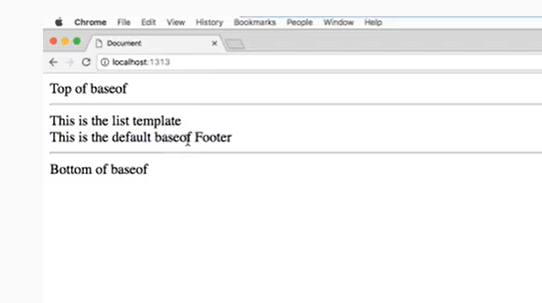 Chrome File Edit View History Bookmarks People Window Help
Document
localhost:1313
Top of baseof
This is the list template
This is the default baseof Footer
Bottom of baseof